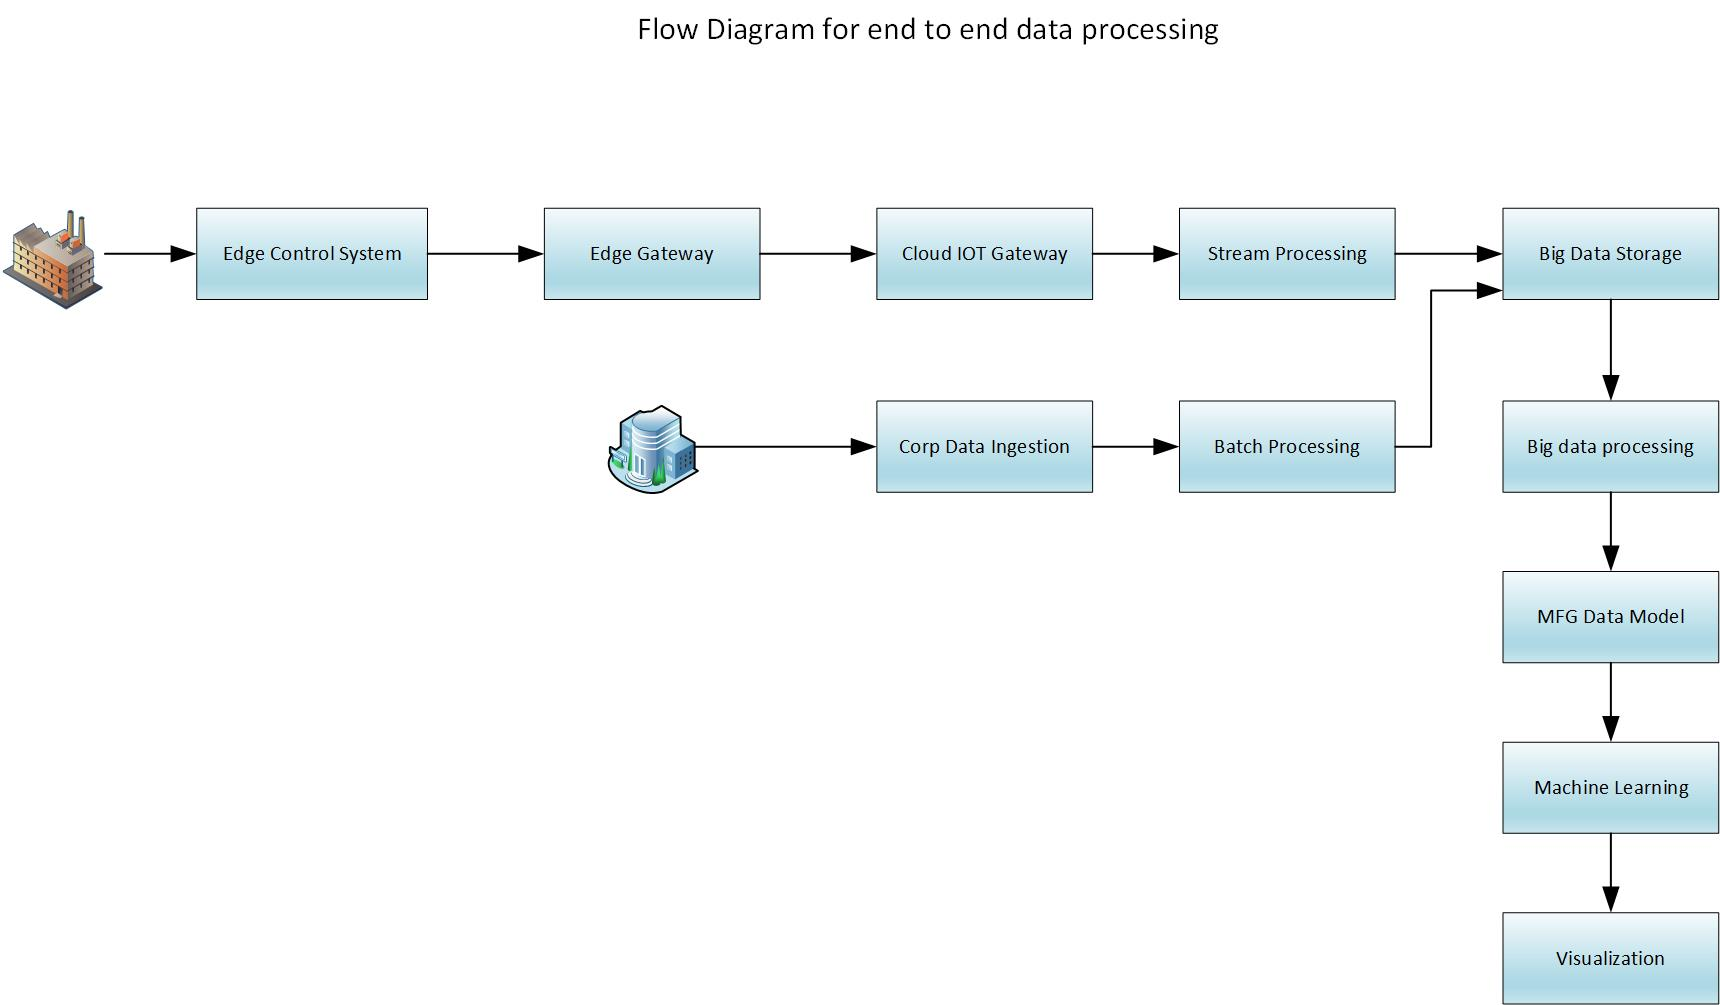 Flow Diagram for end to end data processing
Edge Control System
Edge Gateway
Cloud IOT Gateway
Stream Processing
Big Data Storage
Corp Data Ingestion
Batch Processing
Big data processing
MFG Data Model
Machine Learning
Visualization